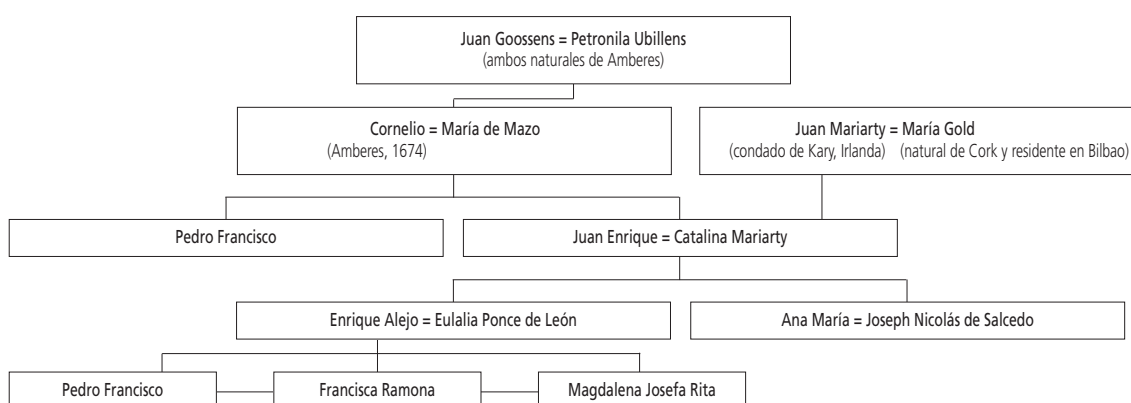 Juan Goossens = Petronila Ubillens
(ambos naturales de Amberes)
Cornelio = María de Mazo
(Amberes, 1674)
Juan Mariarty = María Gold
(condado de Kary, Irlanda) (natural de Cork y residente en Bilbao)
Pedro Francisco
Juan Enrique = Catalina Mariarty
Enrique Alejo = Eulalia Ponce de León
Ana María = Joseph Nicolás de Salcedo
Pedro Francisco
Francisca Ramona
Magdalena Josefa Rita